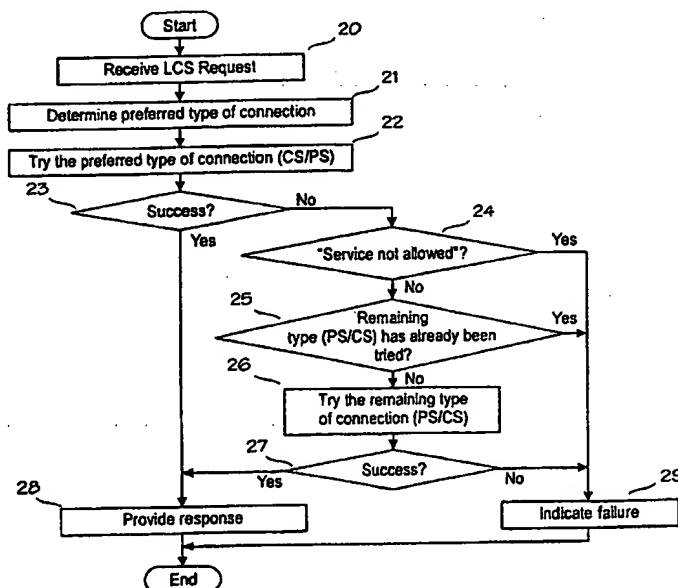 Start
20
Receive LCS Request
21
Determine preferred type of connection
22
Try the preferred type of connection (CS/PS)
23
Success?
No
Yes
24
"Service not allowed"?
Yes
No
25
Remaining
type (PS/CS) has already been
tried?
Yes
No
26
Try the remaining type
of connection (PS/CS)
27
Success?
Yes
No
28
Provide response
29
Indicate failure
End